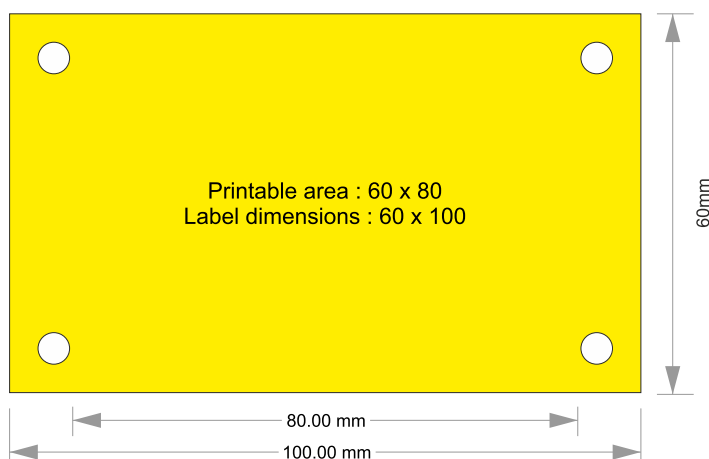 Printable area : 60 x 80
Label dimensions : 60 x 100
60mm
80.00 mm
100.00 mm